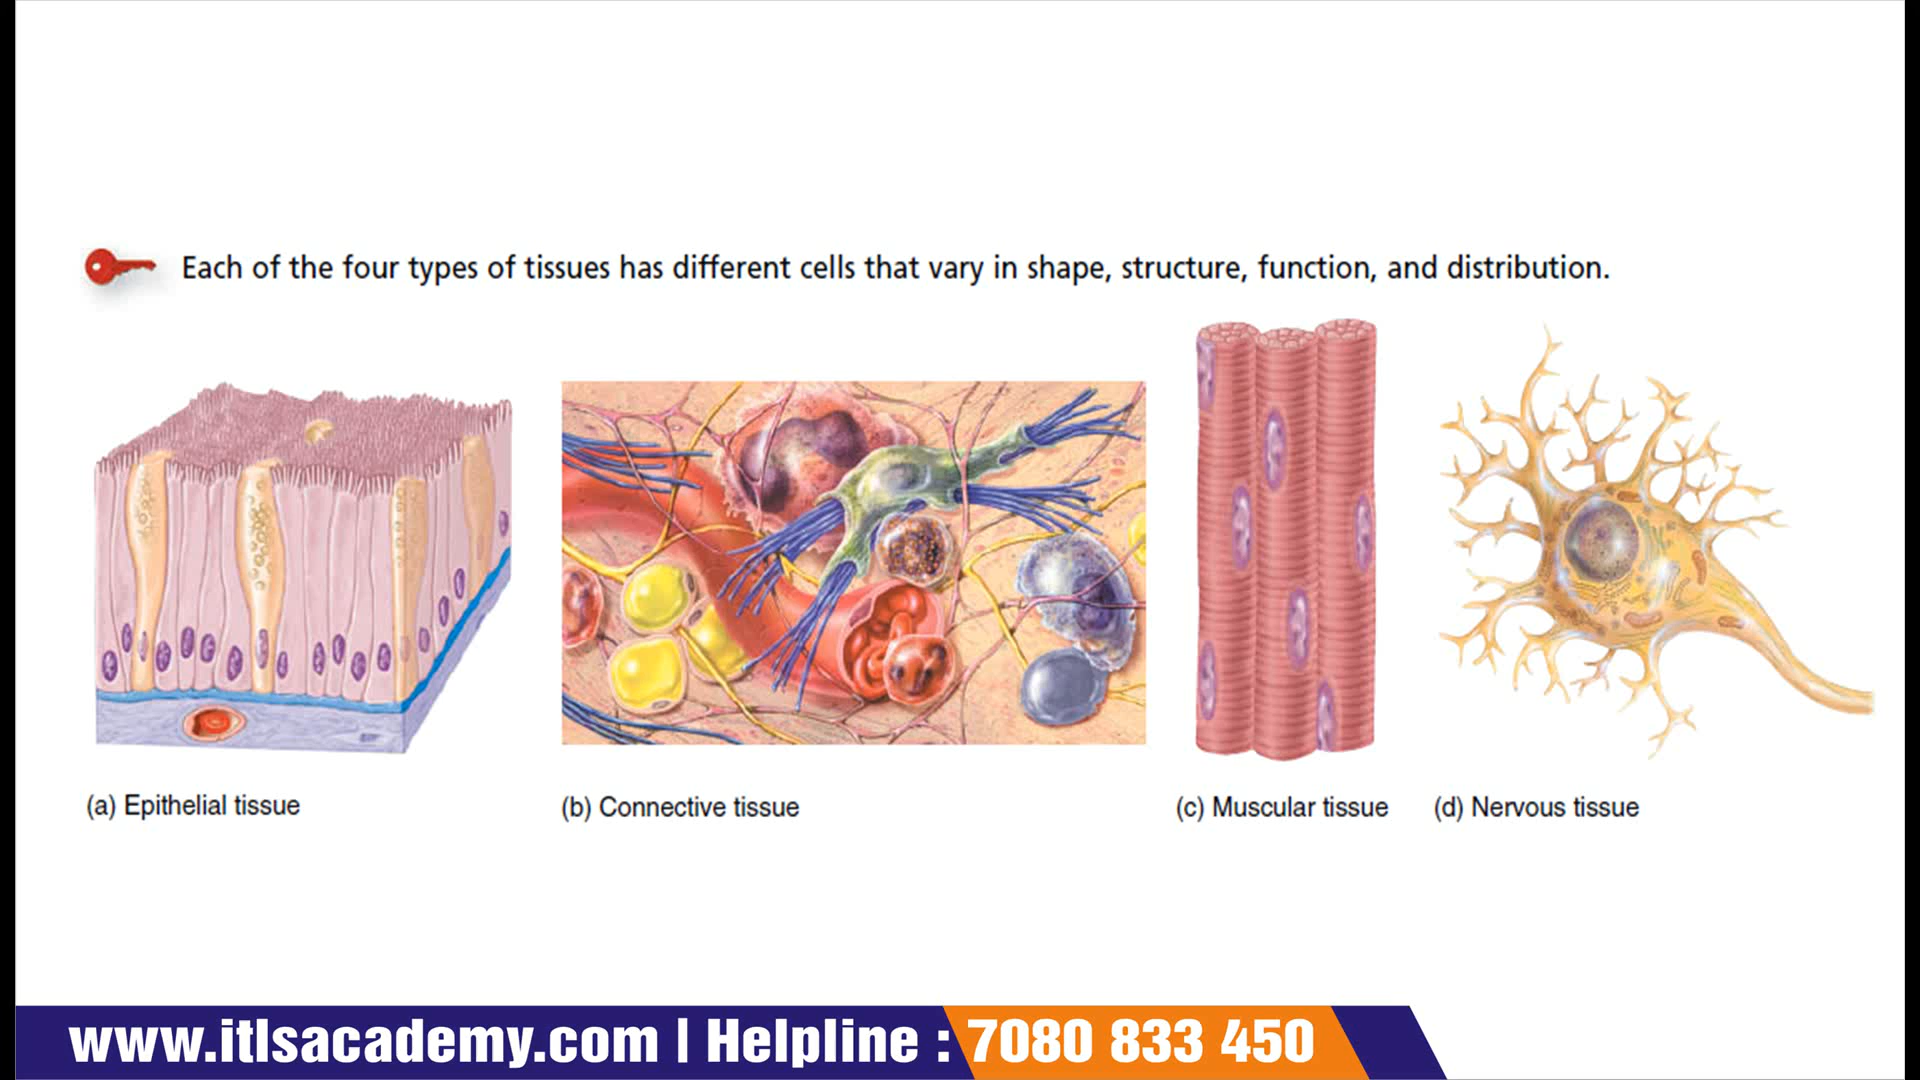 Each of the four types of tissues has different cells that vary in shape, structure, function, and distribution.
(a) Epithelial tissue
(b) Connective tissue
(c) Muscular tissue
(d) Nervous tissue
www.itlsacademy.com | Helpline : 7080 833 450